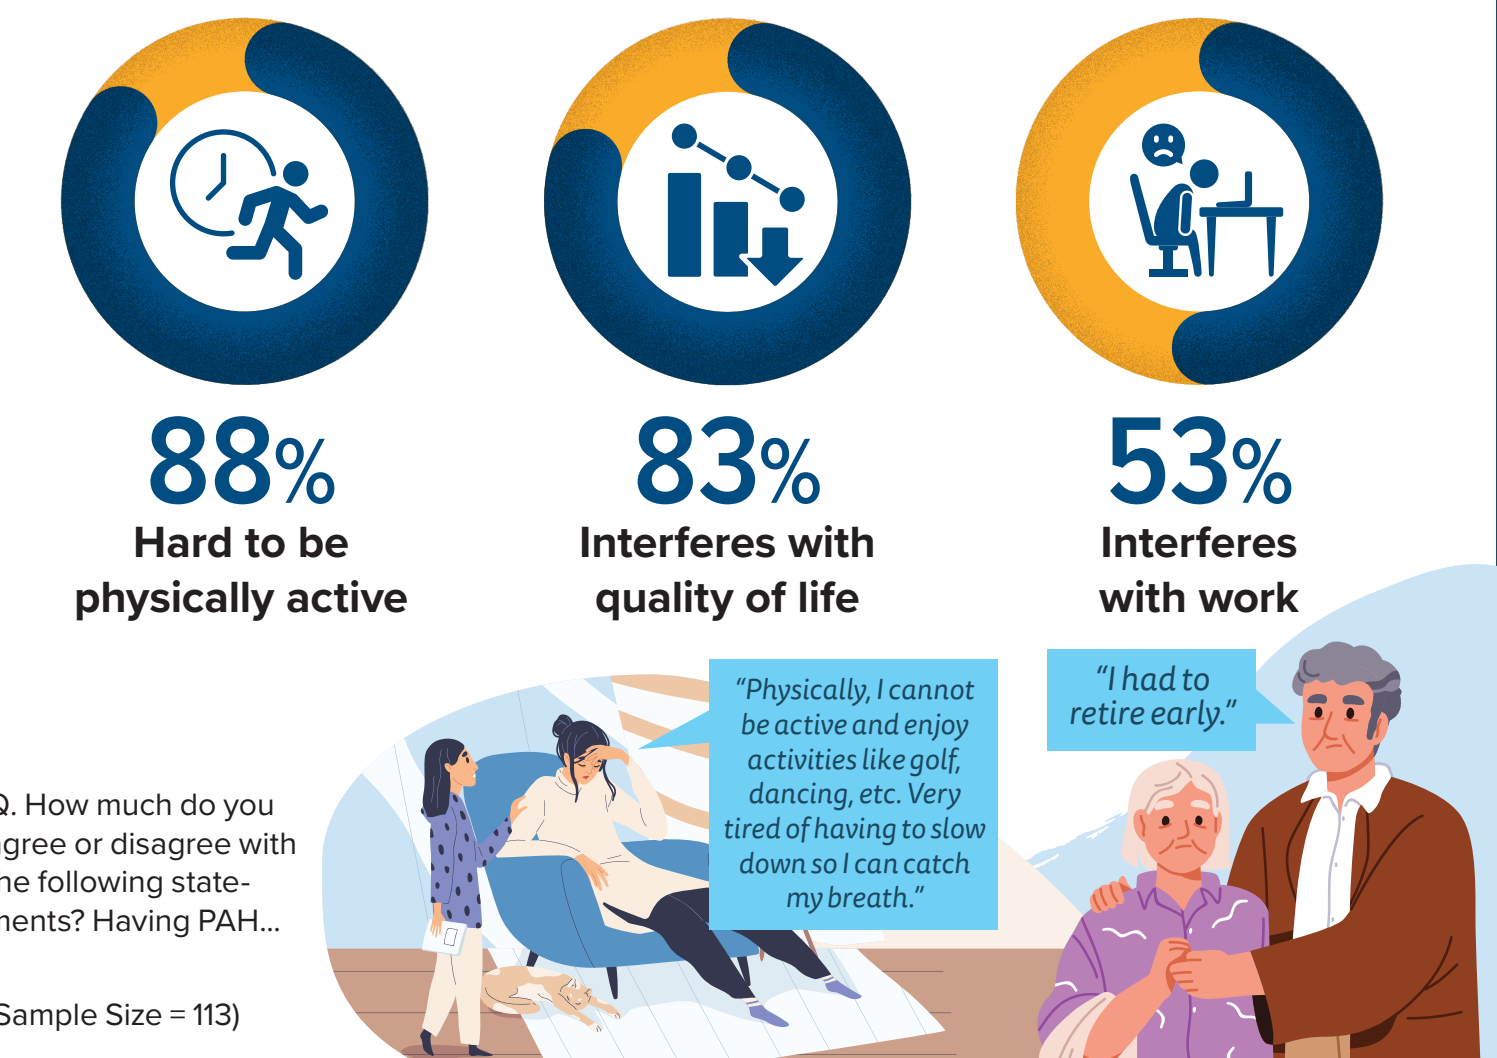 88%
Hard to be
physically active
83%
Interferes with
quality of life
53%
Interferes
with work
“Physically, I cannot
be active and enjoy
activities like golf,
dancing, etc. Very
tired of having to slow
down so I can catch
my breath.”
“I had to
retire early.”
Q. How much do you
agree or disagree with
the following state-
ments? Having PAH...
Sample Size = 113)